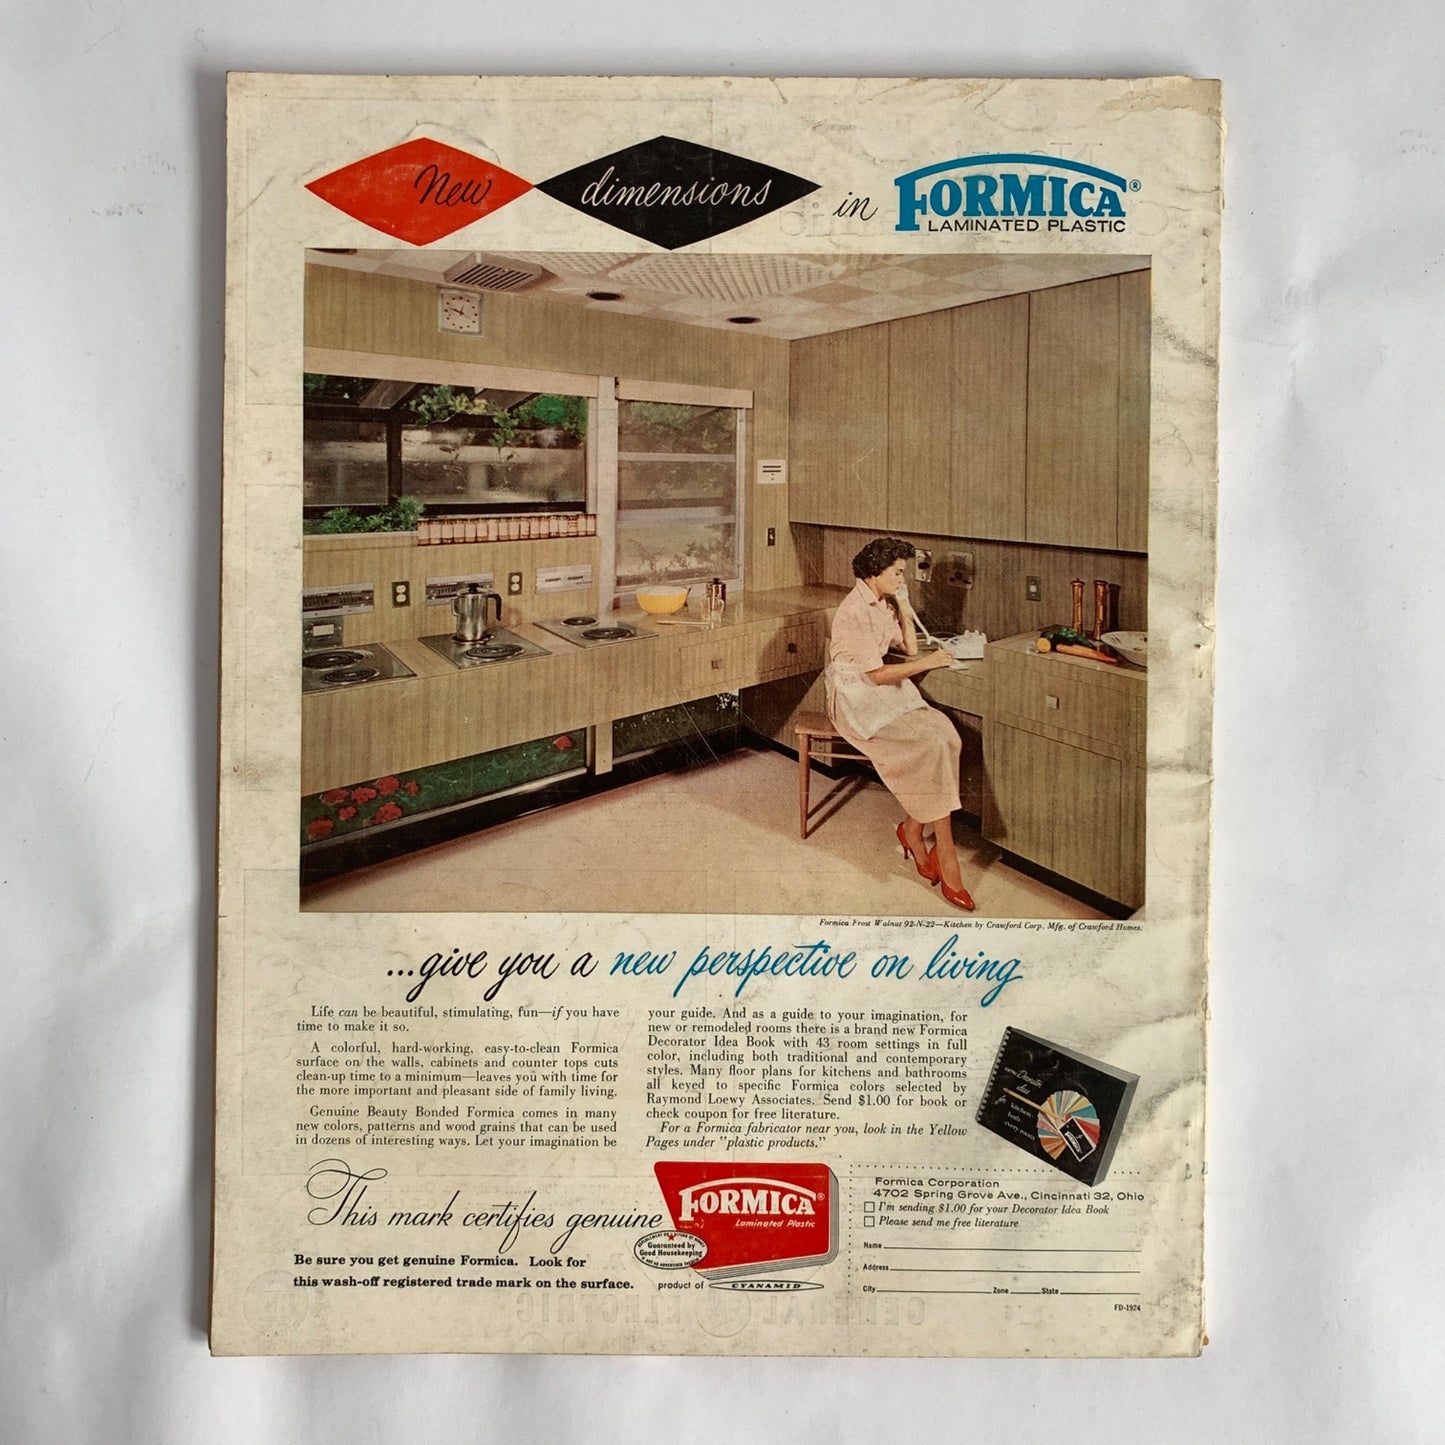 New dimensions in FORMICA®
LAMINATED PLASTIC
Formica Frost Walnut 92-N-22—Kitchen by Crawford Corp. Mfg. of Crawford Homes.
...give you a new perspective on living
Life can be beautiful, stimulating, fun—if you have
time to make it so.
A colorful, hard-working, easy-to-clean Formica
surface on the walls, cabinets and counter tops cuts
clean-up time to a minimum—leaves you with time for
the more important and pleasant side of family living.
Genuine Beauty Bonded Formica comes in many
new colors, patterns and wood grains that can be used
in dozens of interesting ways. Let your imagination be
your guide. And as a guide to your imagination, for
new or remodeled rooms there is a brand new Formica
Decorator Idea Book with 43 room settings in full
color, including both traditional and contemporary
styles. Many floor plans for kitchens and bathrooms
all keyed to specific Formica colors selected by
Raymond Loewy Associates. Send $1.00 for book or
check coupon for free literature.
For a Formica fabricator near you, look in the Yellow
Pages under "plastic products."
for kitchen
bath
every room
This mark certifies genuine
FORMICA®
Laminated Plastic
Guaranteed by
Good Housekeeping
Be sure you get genuine Formica. Look for
this wash-off registered trade mark on the surface.
product of CYANAMID
Formica Corporation
4702 Spring Grove Ave., Cincinnati 32, Ohio
I'm sending $1.00 for your Decorator Idea Book
Please send me free literature
Name
Address
City Zone State
FD-1924
GENERAL ELECTRIC